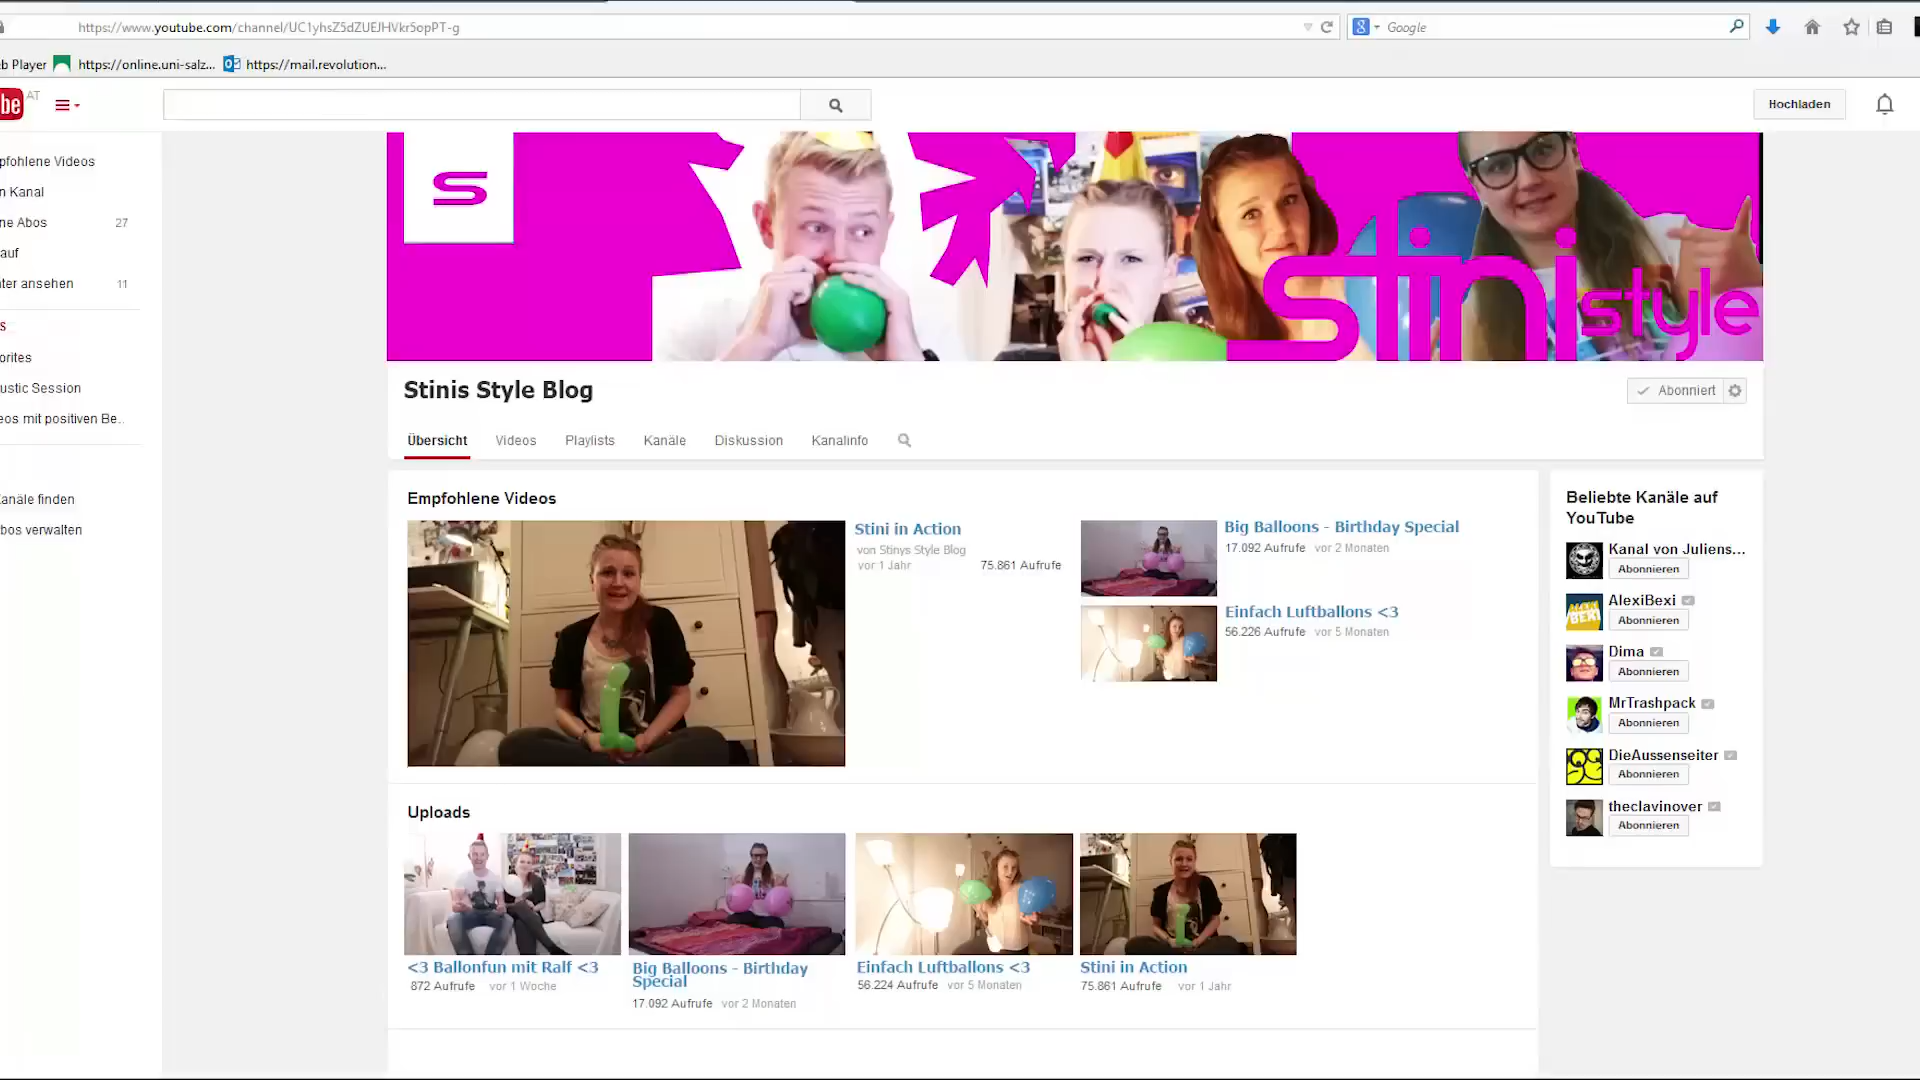 https://www.youtube.com/channel/UC1yhsZ5dZUEJHVkr5opPT-g
Google
b Player
https://online.uni-salz...
https://mail.revolution...
be
AT
Hochladen
pfohlene Videos
n Kanal
ne Abos 27
auf
ter ansehen 11
s
orites
ustic Session
eos mit positiven Be..
anäle finden
bos verwalten
s
stini style
Stinis Style Blog
Abonniert
Übersicht Videos Playlists Kanäle Diskussion Kanalinfo
Empfohlene Videos
Stini in Action
von Stinys Style Blog
vor 1 Jahr 75.861 Aufrufe
Big Balloons - Birthday Special
17.092 Aufrufe vor 2 Monaten
Einfach Luftballons <3
56.226 Aufrufe vor 5 Monaten
Uploads
<3 Ballonfun mit Ralf <3
872 Aufrufe vor 1 Woche
Big Balloons - Birthday
Special
17.092 Aufrufe vor 2 Monaten
Einfach Luftballons <3
56.224 Aufrufe vor 5 Monaten
Stini in Action
75.861 Aufrufe vor 1 Jahr
Beliebte Kanäle auf
YouTube
Kanal von Juliens...
Abonnieren
AlexiBexi
Abonnieren
Dima
Abonnieren
MrTrashpack
Abonnieren
DieAussenseiter
Abonnieren
theclavinover
Abonnieren